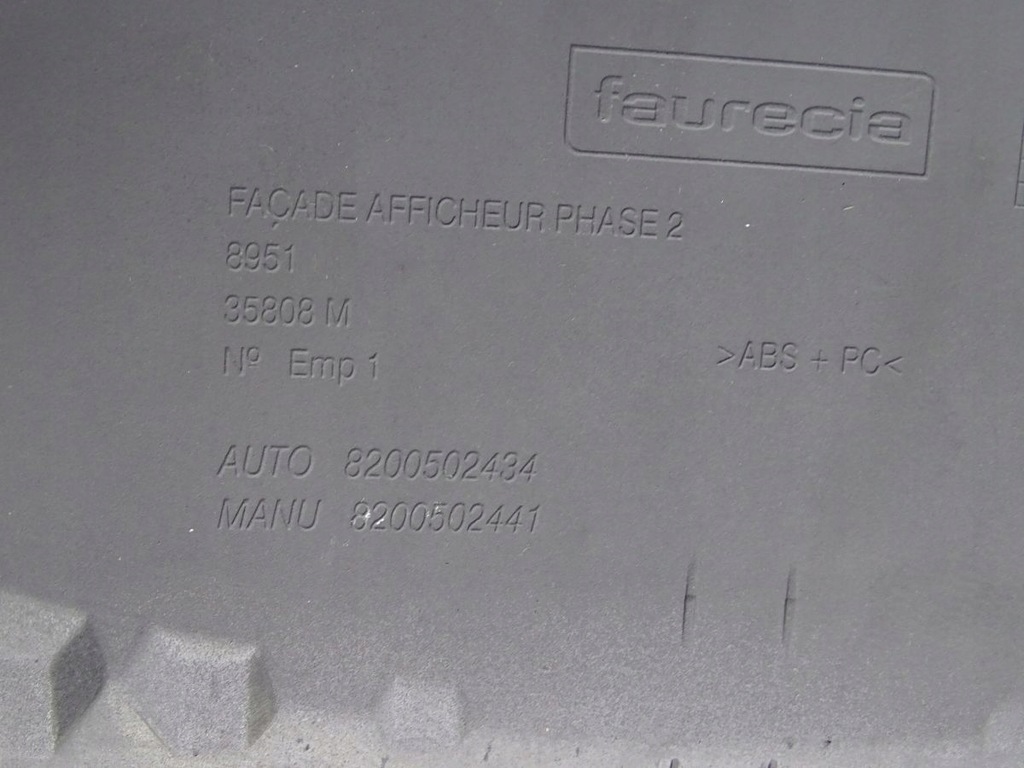 faurecia
FAÇADE AFFICHEUR PHASE 2
8951
35808 M
Nº Emp 1
>ABS + PC<
AUTO 8200502434
MANU 8200502441